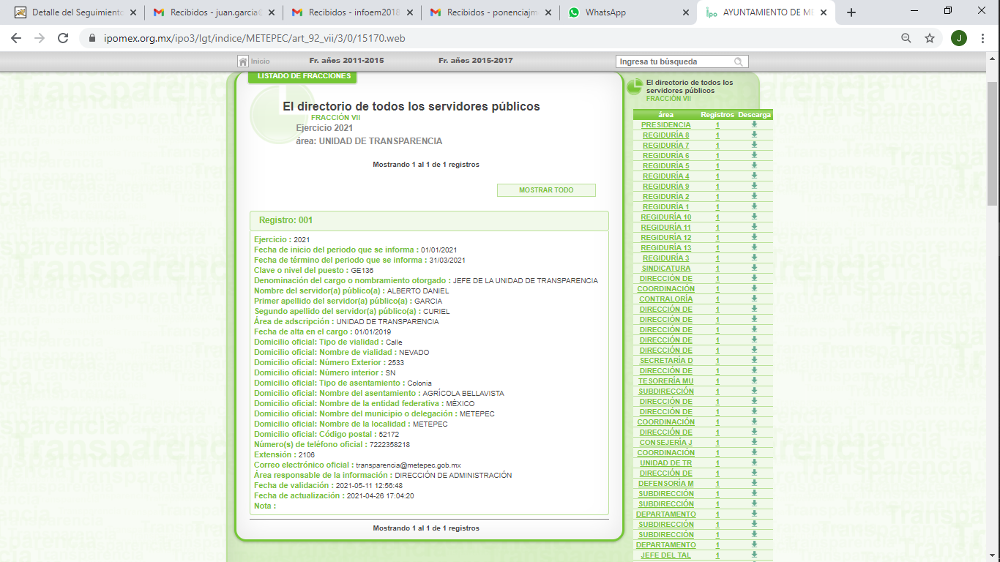 Detalle del Seguimiento
Recibidos - juan.garcia@
Recibidos - infoem2018
Recibidos - ponenciajm
WhatsApp
ipo
AYUNTAMIENTO DE ME
ipomex.org.mx/ipo3/lgt/indice/METEPEC/art_92_vii/3/0/15170.web
J
Inicio
Fr. años 2011-2015
Fr. años 2015-2017
Ingresa tu búsqueda
LISTADO DE FRACCIONES
El directorio de todos los servidores públicos
FRACCIÓN VII
Ejercicio 2021
área: UNIDAD DE TRANSPARENCIA
Mostrando 1 al 1 de 1 registros
MOSTRAR TODO
Registro: 001
Ejercicio : 2021
Fecha de inicio del periodo que se informa : 01/01/2021
Fecha de término del periodo que se informa : 31/03/2021
Clave o nivel del puesto : GE136
Denominación del cargo o nombramiento otorgado : JEFE DE LA UNIDAD DE TRANSPARENCIA
Nombre del servidor(a) público(a) : ALBERTO DANIEL
Primer apellido del servidor(a) público(a) : GARCIA
Segundo apellido del servidor(a) público(a) : CURIEL
Área de adscripción : UNIDAD DE TRANSPARENCIA
Fecha de alta en el cargo : 01/01/2019
Domicilio oficial: Tipo de vialidad : Calle
Domicilio oficial: Nombre de vialidad : NEVADO
Domicilio oficial: Número Exterior : 2533
Domicilio oficial: Número interior : SN
Domicilio oficial: Tipo de asentamiento : Colonia
Domicilio oficial: Nombre del asentamiento : AGRÍCOLA BELLAVISTA
Domicilio oficial: Nombre de la entidad federativa : MÉXICO
Domicilio oficial: Nombre del municipio o delegación : METEPEC
Domicilio oficial: Nombre de la localidad : METEPEC
Domicilio oficial: Código postal : 52172
Número(s) de teléfono oficial : 7222358218
Extensión : 2106
Correo electrónico oficial : transparencia@metepec.gob.mx
Área responsable de la información : DIRECCIÓN DE ADMINISTRACIÓN
Fecha de validación : 2021-05-11 12:56:48
Fecha de actualización : 2021-04-26 17:04:20
Nota :
Mostrando 1 al 1 de 1 registros
El directorio de todos los
servidores públicos
FRACCIÓN VII
área Registros Descarga
PRESIDENCIA 1
REGIDURÍA 8 1
REGIDURÍA 7 1
REGIDURÍA 6 1
REGIDURÍA 5 1
REGIDURÍA 4 1
REGIDURÍA 9 1
REGIDURÍA 2 1
REGIDURÍA 1 1
REGIDURÍA 10 1
REGIDURÍA 11 1
REGIDURÍA 12 1
REGIDURÍA 13 1
REGIDURÍA 3 1
SINDICATURA 1
DIRECCIÓN DE 1
COORDINACIÓN 1
CONTRALORÍA 1
DIRECCIÓN DE 1
DIRECCIÓN DE 1
DIRECCIÓN DE 1
DIRECCIÓN DE 1
DIRECCIÓN DE 1
SECRETARÍA D 1
DIRECCIÓN DE 1
TESORERÍA MU 1
SUBDIRECCIÓN 1
DIRECCIÓN DE 1
DIRECCIÓN DE 1
COORDINACIÓN 1
DIRECCIÓN DE 1
CONSEJERÍA J 1
COORDINACIÓN 1
UNIDAD DE TR 1
DIRECCIÓN DE 1
DEFENSORÍA M 1
SUBDIRECCIÓN 1
SUBDIRECCIÓN 1
DEPARTAMENTO 1
SUBDIRECCIÓN 1
SUBDIRECCIÓN 1
DEPARTAMENTO 1
JEFE DEL TAL 1